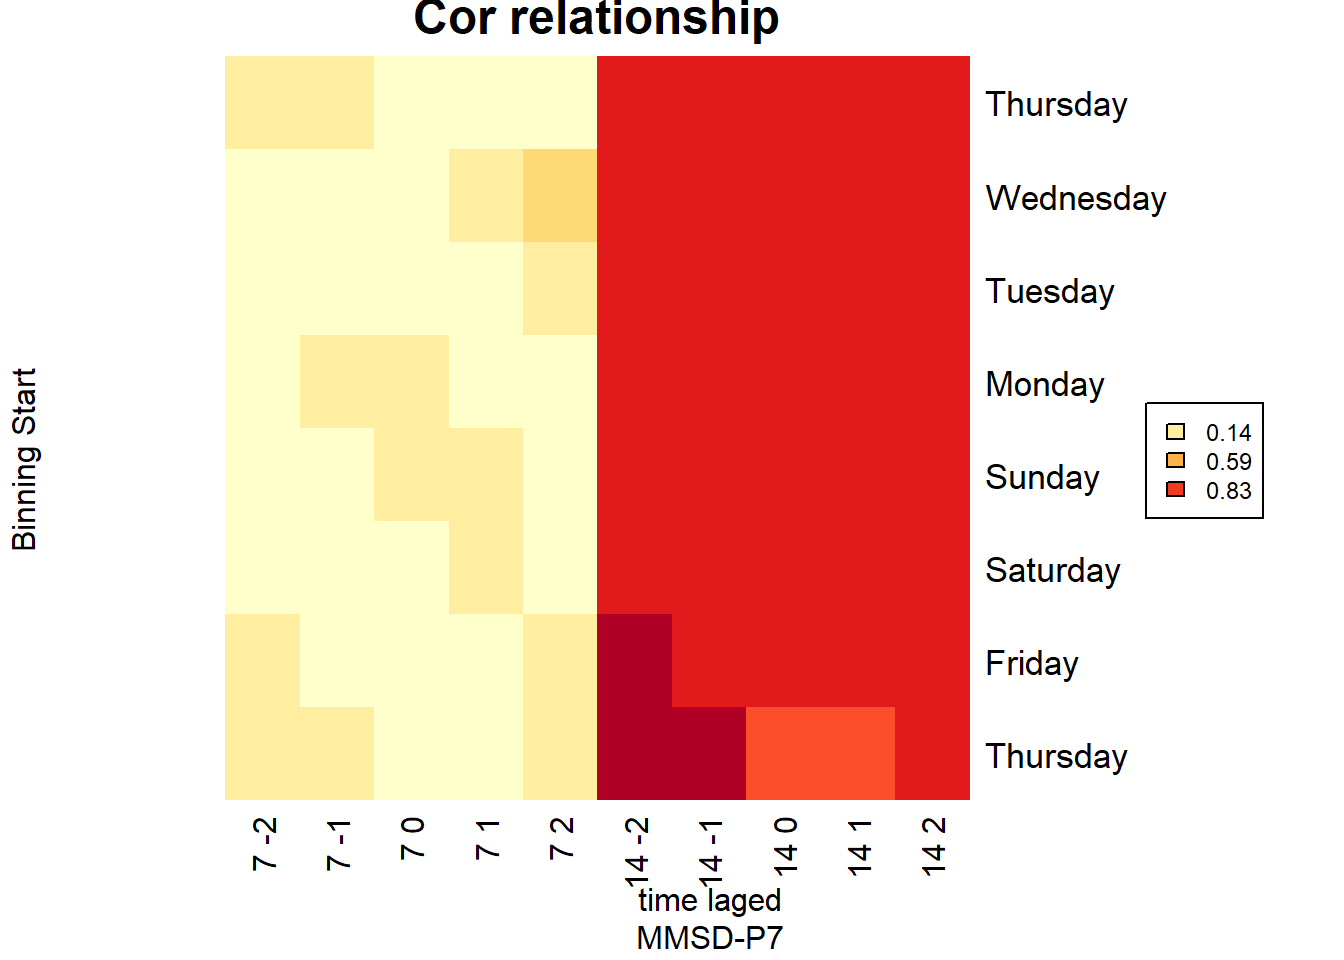 Cor relationship
Thursday
Wednesday
Tuesday
Monday
Sunday
Saturday
Friday
Thursday
Binning Start
0.14
0.59
0.83
7 -2
7 -1
7 0
7 1
7 2
14 -2
14 -1
14 0
14 1
14 2
time laged
MMSD-P7